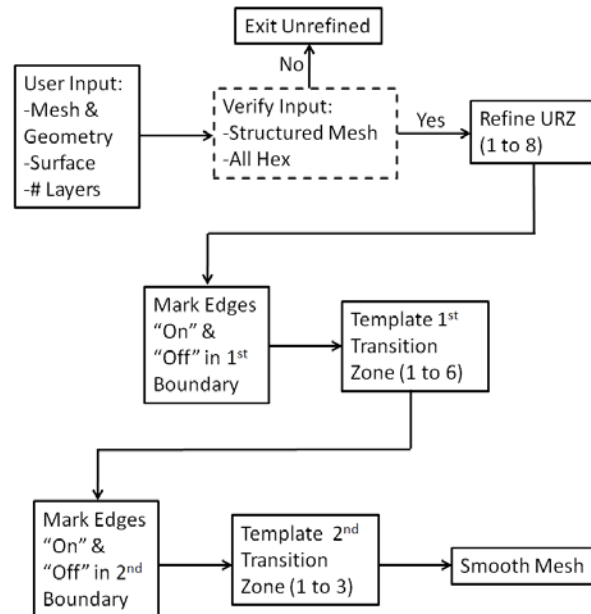 Exit Unrefined
No
User Input:
-Mesh &
Geometry
-Surface
-# Layers
Verify Input:
-Structured Mesh
-All Hex
Yes
Refine URZ
(1 to 8)
Mark Edges
“On” &
“Off” in 1st
Boundary
Template 1st
Transition
Zone (1 to 6)
Mark Edges
“On” &
“Off” in 2nd
Boundary
Template 2nd
Transition
Zone (1 to 3)
Smooth Mesh